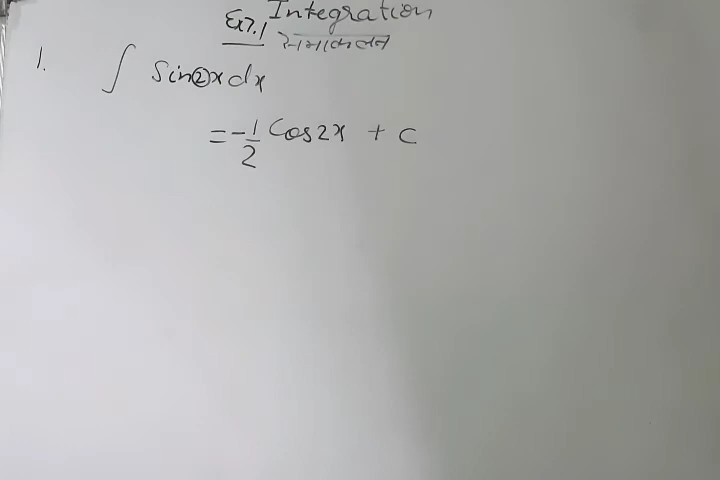 Ex7.1 Integration
समाकलन
1. ∫ Sin2x dx
= -1/2 Cos2x + c